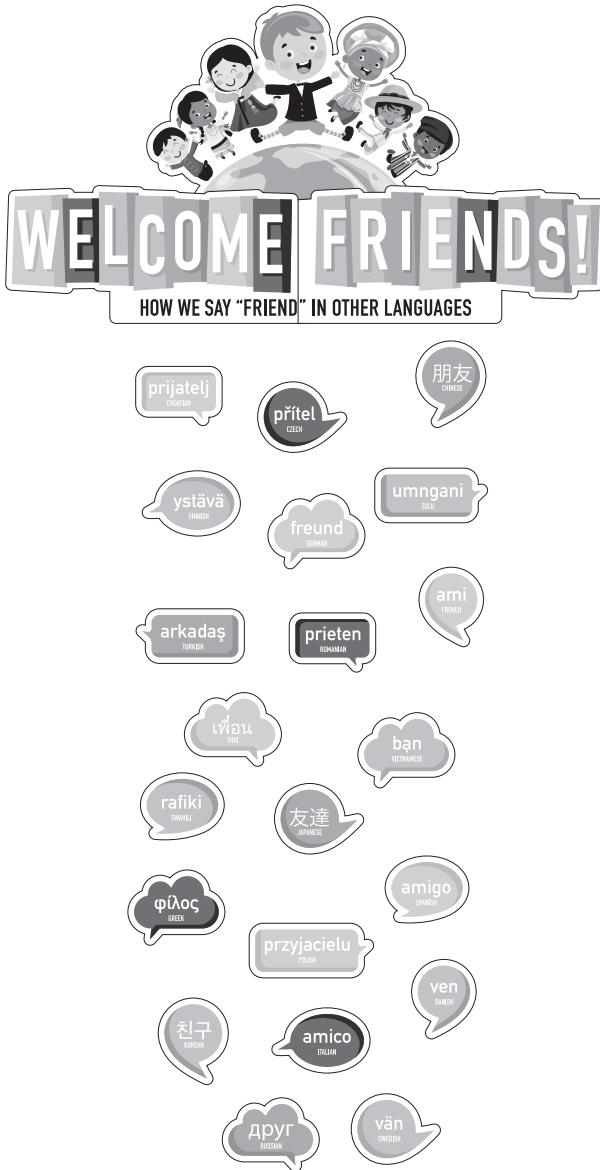 WELCOME FRIENDS!
HOW WE SAY “FRIEND” IN OTHER LANGUAGES
prijatelj
CROATIAN
přítel
CZECH
朋友
CHINESE
ystävä
FINNISH
freund
GERMAN
umngani
ZULU
ami
FRENCH
arkadaş
TURKISH
prieten
ROMANIAN
เพื่อน
THAI
bạn
VIETNAMESE
rafiki
SWAHILI
友達
JAPANESE
φίλος
GREEK
amigo
SPANISH
przyjacielu
POLISH
ven
DANISH
친구
KOREAN
amico
ITALIAN
друг
RUSSIAN
vän
SWEDISH